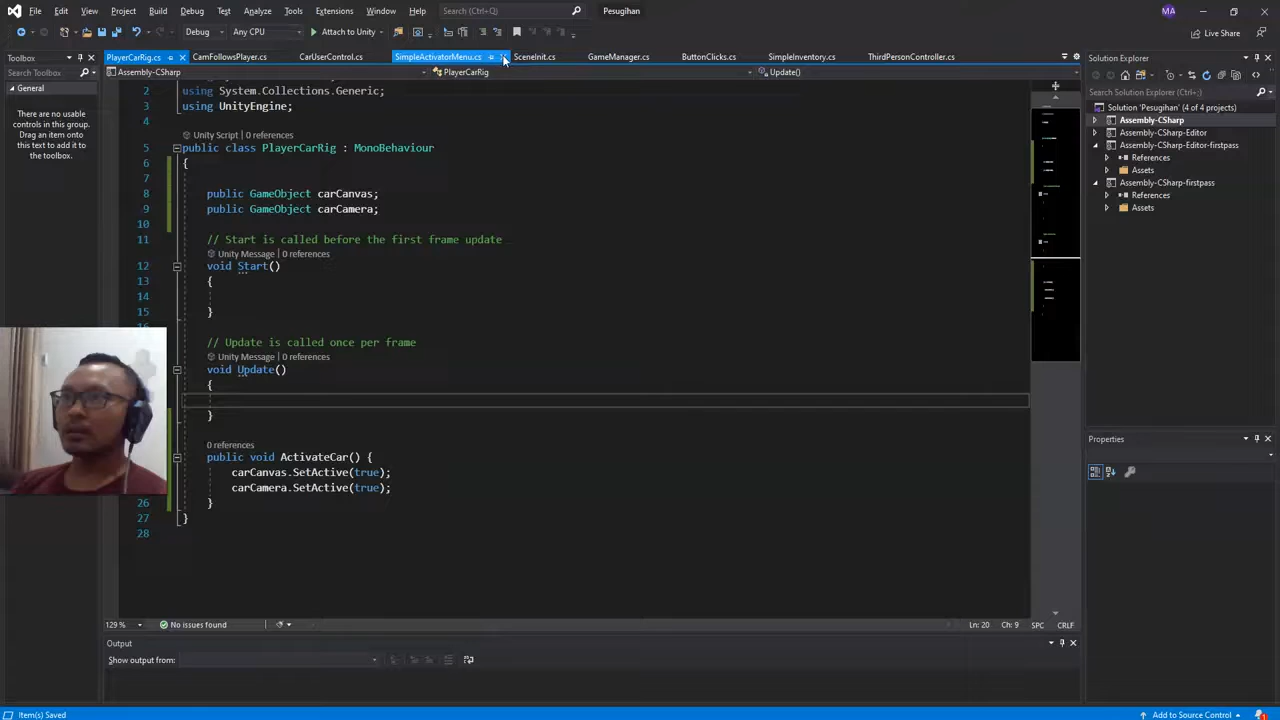 File Edit View Git Project Build Debug Test Analyze Tools Extensions Window Help Search (Ctrl+Q) Pesugihan MA
Debug Any CPU Attach to Unity Live Share
Toolbox
Search Toolbox
General
There are no usable
controls in this group.
Drag an item onto
this text to add it to
the toolbox.
PlayerCarRig.cs CamFollowsPlayer.cs CarUserControl.cs SimpleActivatorMenu.cs SceneInit.cs GameManager.cs ButtonClicks.cs SimpleInventory.cs ThirdPersonController.cs
Assembly-CSharp PlayerCarRig Update()
2 using System.Collections.Generic;
3 using UnityEngine;
4
Unity Script | 0 references
5 public class PlayerCarRig : MonoBehaviour
6 {
7
8 public GameObject carCanvas;
9 public GameObject carCamera;
10
11 // Start is called before the first frame update
Unity Message | 0 references
12 void Start()
13 {
14
15 }
// Update is called once per frame
Unity Message | 0 references
void Update()
{
}
0 references
public void ActivateCar() {
carCanvas.SetActive(true);
carCamera.SetActive(true);
26 }
27 }
28
129 % No issues found Ln: 20 Ch: 9 SPC CRLF
Output
Show output from:
Solution Explorer
Search Solution Explorer (Ctrl+;)
Solution 'Pesugihan' (4 of 4 projects)
Assembly-CSharp
Assembly-CSharp-Editor
Assembly-CSharp-Editor-firstpass
References
Assets
Assembly-CSharp-firstpass
References
Assets
Properties
Item(s) Saved Add to Source Control